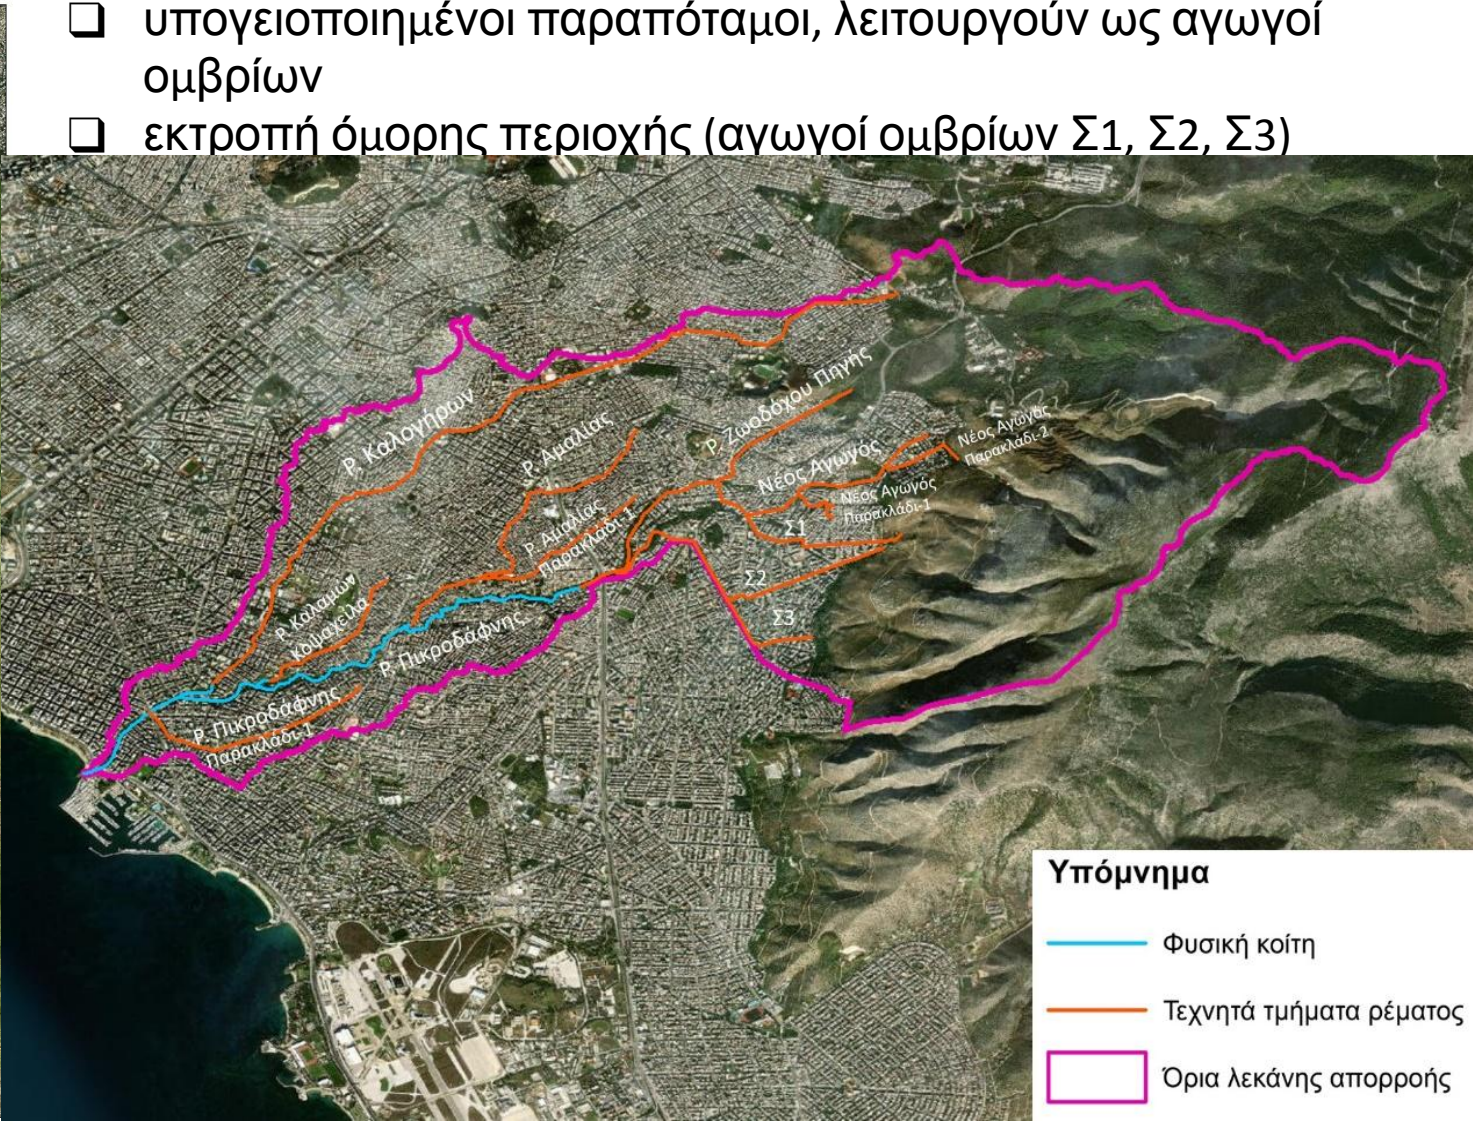 ❑ υπογειοποιημένοι παραπόταμοι, λειτουργούν ως αγωγοί
ομβρίων
❑ εκτροπή όμορης περιοχής (αγωγοί ομβρίων Σ1, Σ2, Σ3)
Ρ. Καλογήρων
Ρ. Αμαλίας
Ρ. Ζωοδόχου Πηγής
Νέος Αγωγός
Νέος Αγωγός
Παρακλάδι-2
Νέος Αγωγός
Παρακλάδι-1
Ρ. Αμαλίας
Παρακλάδι-1
Σ1
Σ2
Σ3
Ρ. Καλαμών
Ρ. Πικροδάφνης
Ρ. Πικροδάφνης
Παρακλάδι-1
Υπόμνημα
Φυσική κοίτη
Τεχνητά τμήματα ρέματος
Όρια λεκάνης απορροής